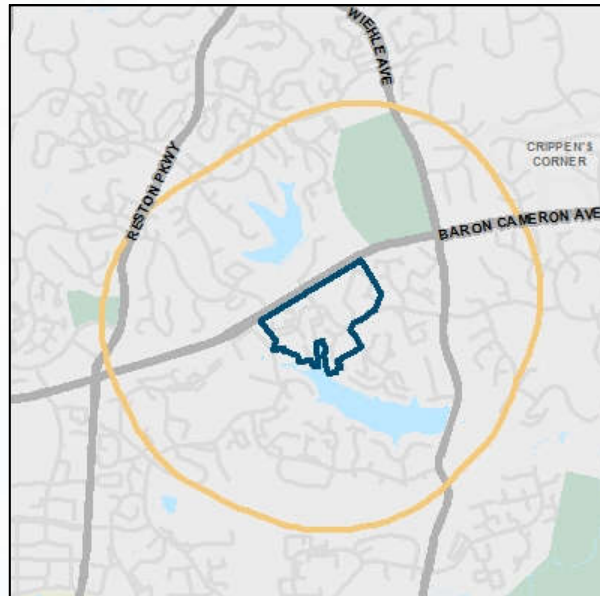 WIEHLE AVE
RESTON PKWY
CRIPPEN'S
CORNER
BARON CAMERON AVE